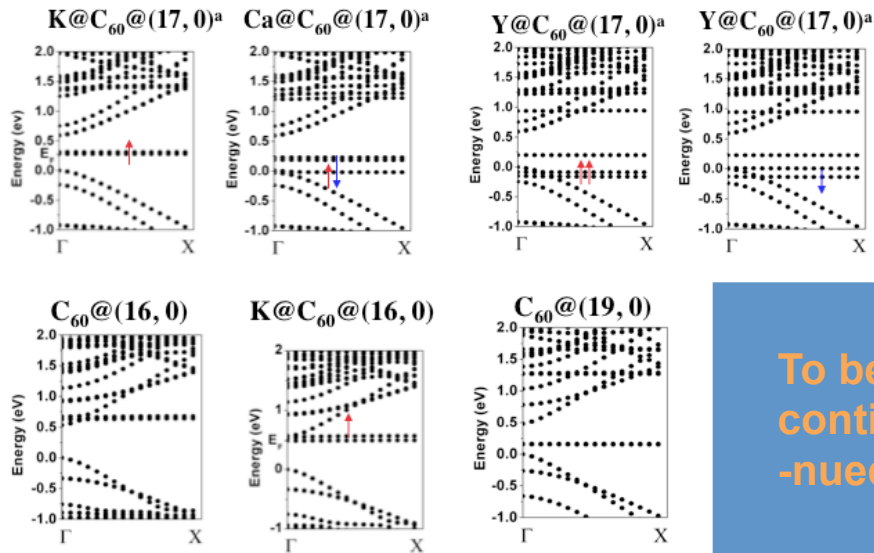 K@C60@(17, 0)a
Ca@C60@(17, 0)a
Y@C60@(17, 0)a
Y@C60@(17, 0)a
2.0
1.5
1.0
0.5
EF
0.0
-0.5
-1.0
Energy (eV)
Γ
X
2.0
1.5
1.0
0.5
0.0
-0.5
-1.0
Energy (eV)
Γ
X
2.0
1.5
1.0
0.5
0.0
-0.5
-1.0
Energy (ev)
Γ
X
2.0
1.5
1.0
0.5
0.0
-0.5
-1.0
Energy (eV)
Γ
X
C60@(16, 0)
K@C60@(16, 0)
C60@(19, 0)
2.0
1.5
1.0
0.5
0.0
-0.5
-1.0
Energy (eV)
Γ
X
2
1
EF
0
-1
Energy (eV)
Γ
X
2.0
1.5
1.0
0.5
0.0
-0.5
-1.0
Energy (eV)
Γ
X
To be
conti
-nued